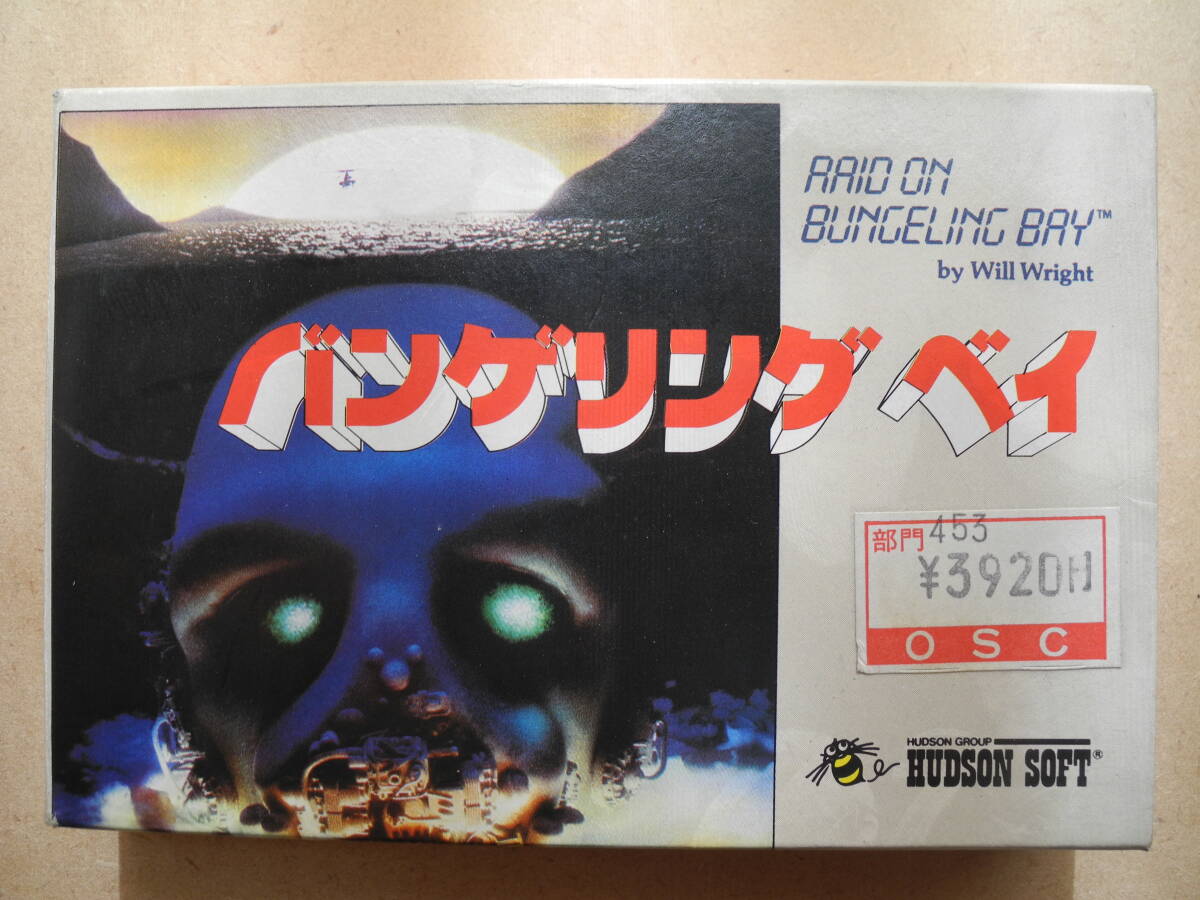 RAID ON
BUNGELING BAY™
by Will Wright
バンゲリング ベイ
部門 453
¥3920円
OSC
HUDSON GROUP
HUDSON SOFT®